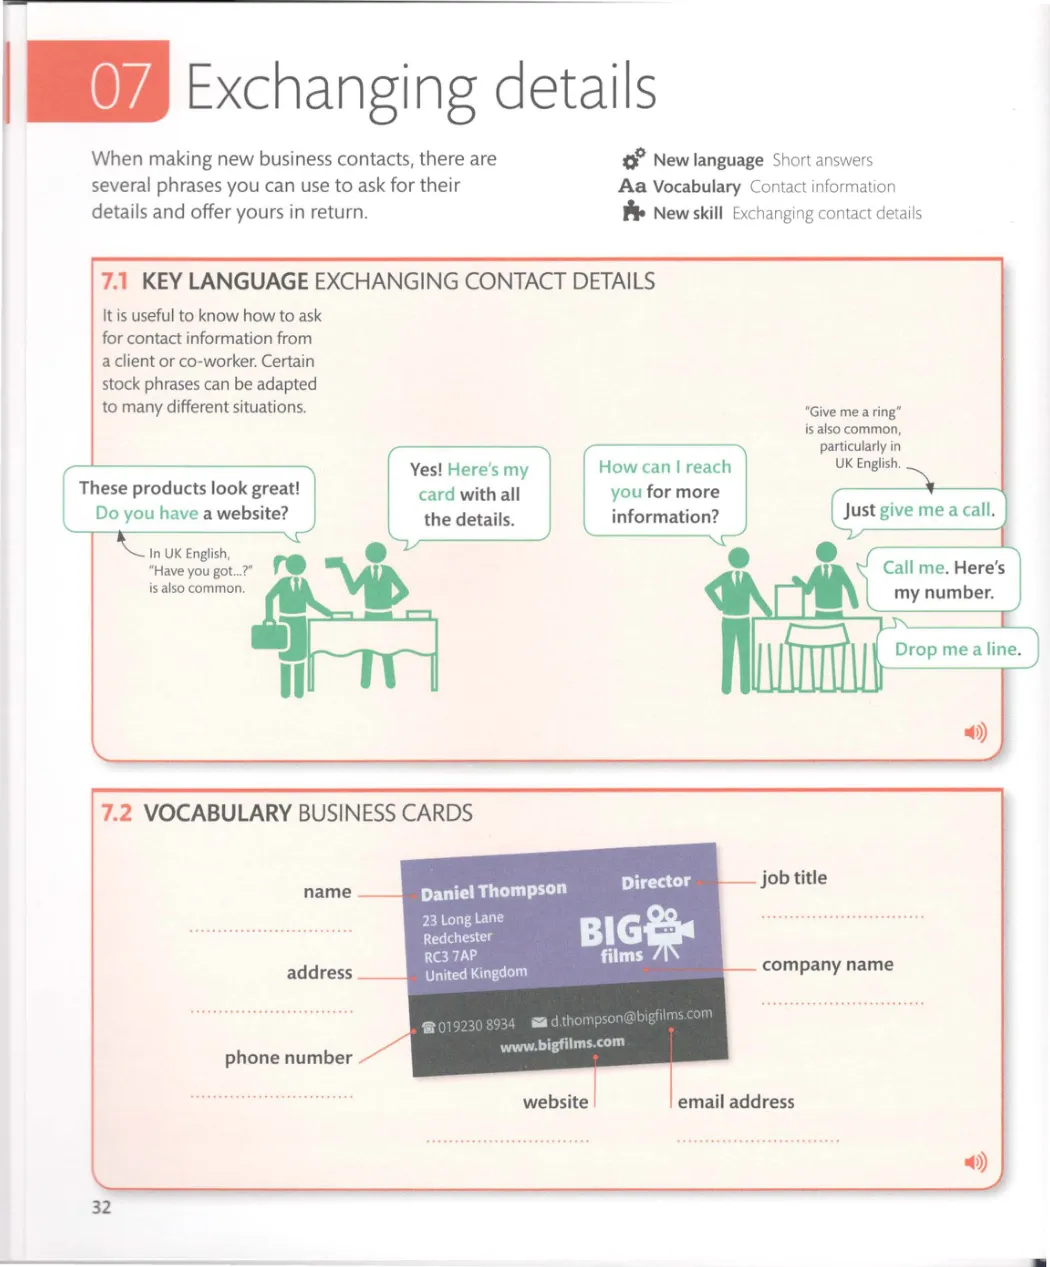 07 Exchanging details
When making new business contacts, there are
several phrases you can use to ask for their
details and offer yours in return.
New language Short answers
Aa Vocabulary Contact information
New skill Exchanging contact details
7.1 KEY LANGUAGE EXCHANGING CONTACT DETAILS
It is useful to know how to ask
for contact information from
a client or co-worker. Certain
stock phrases can be adapted
to many different situations.
These products look great!
Do you have a website?
In UK English,
"Have you got...?"
is also common.
Yes! Here's my
card with all
the details.
How can I reach
you for more
information?
"Give me a ring"
is also common,
particularly in
UK English.
Just give me a call.
Call me. Here's
my number.
Drop me a line.
7.2 VOCABULARY BUSINESS CARDS
name
address
phone number
Daniel Thompson
23 Long Lane
Redchester
RC3 7AP
United Kingdom
Director
BIG
films
019230 8934 d.thompson@bigfilms.com
www.bigfilms.com
job title
company name
website
email address
32